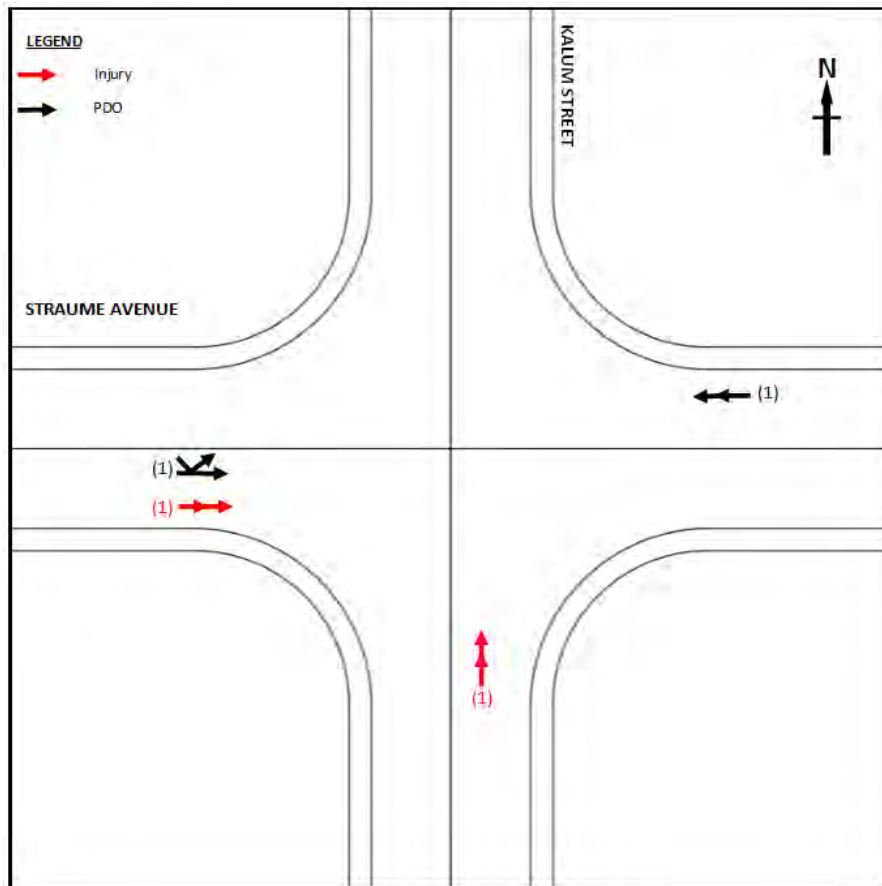 LEGEND
Injury
PDO
KALUM STREET
N
STRAUME AVENUE
(1)
(1)
(1)
(1)